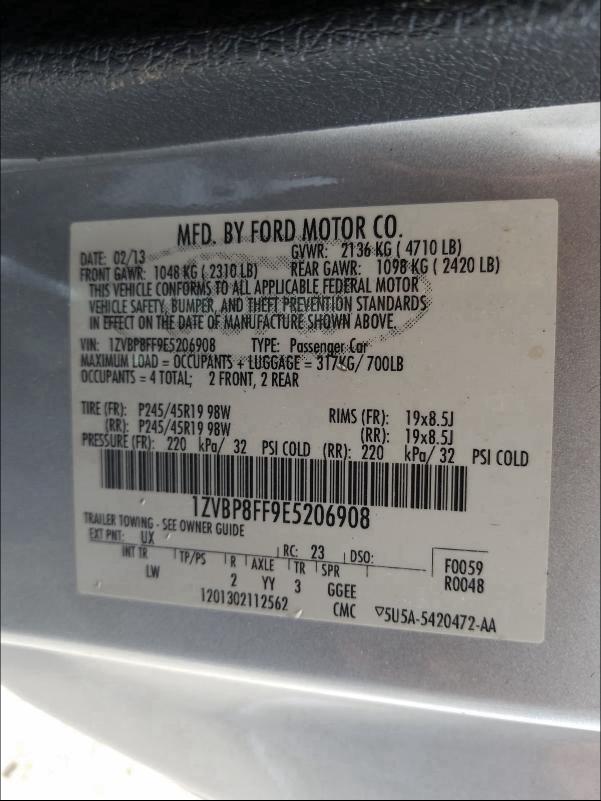 MFD. BY FORD MOTOR CO.
DATE: 02/13 GVWR: 2136 KG ( 4710 LB)
FRONT GAWR: 1048 KG ( 2310 LB) REAR GAWR: 1098 KG ( 2420 LB)
THIS VEHICLE CONFORMS TO ALL APPLICABLE FEDERAL MOTOR
VEHICLE SAFETY, BUMPER, AND THEFT PREVENTION STANDARDS
IN EFFECT ON THE DATE OF MANUFACTURE SHOWN ABOVE.
VIN: 1ZVBP8FF9E5206908 TYPE: Passenger Car
MAXIMUM LOAD = OCCUPANTS + LUGGAGE = 317KG/ 700LB
OCCUPANTS = 4 TOTAL; 2 FRONT, 2 REAR
TIRE (FR): P245/45R19 98W RIMS (FR): 19x8.5J
(RR): P245/45R19 98W (RR): 19x8.5J
PRESSURE (FR): 220 kPa/ 32 PSI COLD (RR): 220 kPa/ 32 PSI COLD
1ZVBP8FF9E5206908
TRAILER TOWING - SEE OWNER GUIDE
EXT PNT: UX RC: 23 DSO: F0059
INT TR TP/PS R AXLE TR SPR R0048
LW 2 YY 3 GGEE
1201302112562 CMC ▽5U5A-5420472-AA